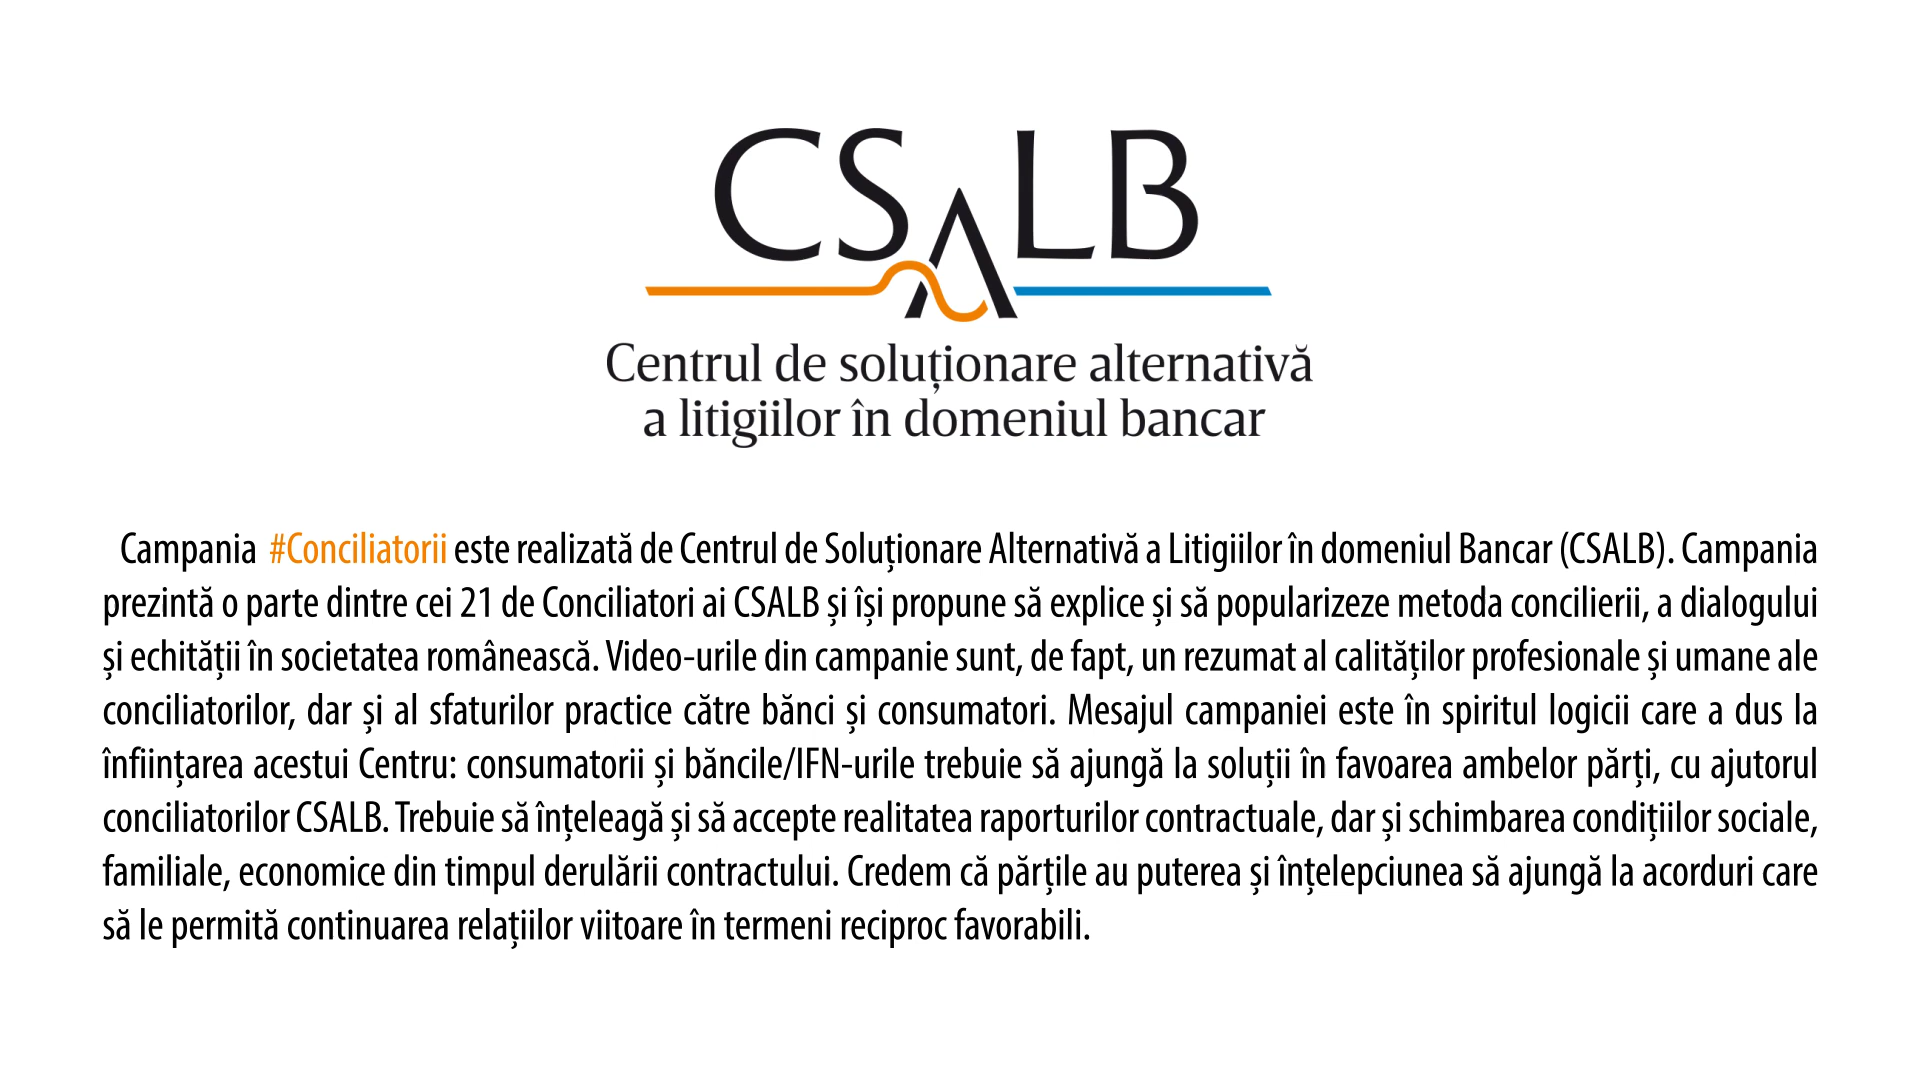 CSALB
Centrul de soluționare alternativă
a litigiilor în domeniul bancar
Campania #Conciliatorii este realizată de Centrul de Soluționare Alternativă a Litigiilor în domeniul Bancar (CSALB). Campania
prezintă o parte dintre cei 21 de Conciliatori ai CSALB și își propune să explice și să popularizeze metoda concilierii, a dialogului
și echității în societatea românească. Video-urile din campanie sunt, de fapt, un rezumat al calităților profesionale și umane ale
conciliatorilor, dar și al sfaturilor practice către bănci și consumatori. Mesajul campaniei este în spiritul logicii care a dus la
înființarea acestui Centru: consumatorii și băncile/IFN-urile trebuie să ajungă la soluții în favoarea ambelor părți, cu ajutorul
conciliatorilor CSALB. Trebuie să înțeleagă și să accepte realitatea raporturilor contractuale, dar și schimbarea condițiilor sociale,
familiale, economice din timpul derulării contractului. Credem că părțile au puterea și înțelepciunea să ajungă la acorduri care
să le permită continuarea relațiilor viitoare în termeni reciproc favorabili.